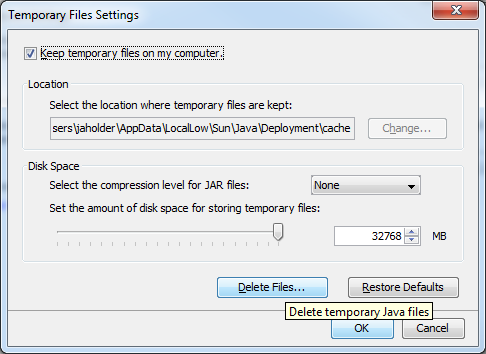 Temporary Files Settings
Keep temporary files on my computer.
Location
Select the location where temporary files are kept:
sers\jaholder\AppData\LocalLow\Sun\Java\Deployment\cache
Change...
Disk Space
Select the compression level for JAR files:
None
Set the amount of disk space for storing temporary files:
32768
MB
Delete Files...
Restore Defaults
Delete temporary Java files
OK
Cancel